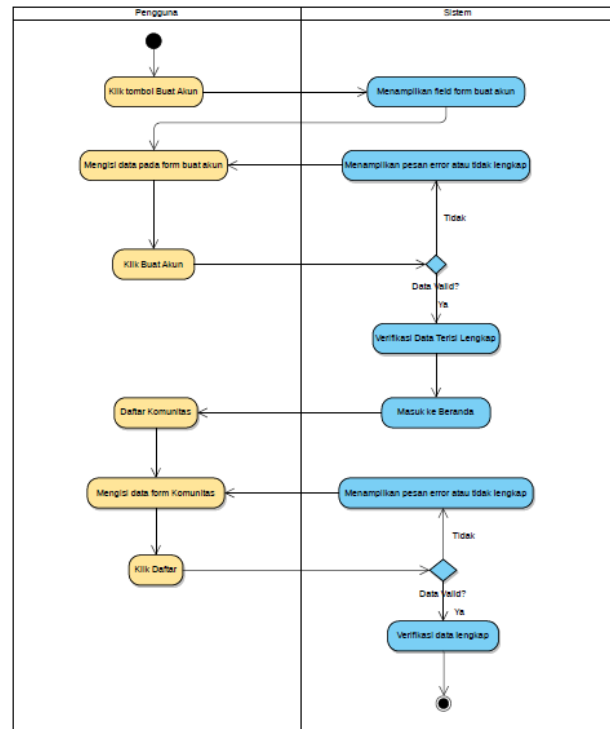 Pengguna
Sistem
Klik tombol Buat Akun
Menampilkan field form buat akun
Mengisi data pada form buat akun
Menampilkan pesan error atau tidak lengkap
Tidak
Klik Buat Akun
Data Valid?
Ya
Verifikasi Data Terisi Lengkap
Daftar Komunitas
Masuk ke Beranda
Mengisi data form Komunitas
Menampilkan pesan error atau tidak lengkap
Tidak
Klik Daftar
Data Valid?
Ya
Verifikasi data lengkap